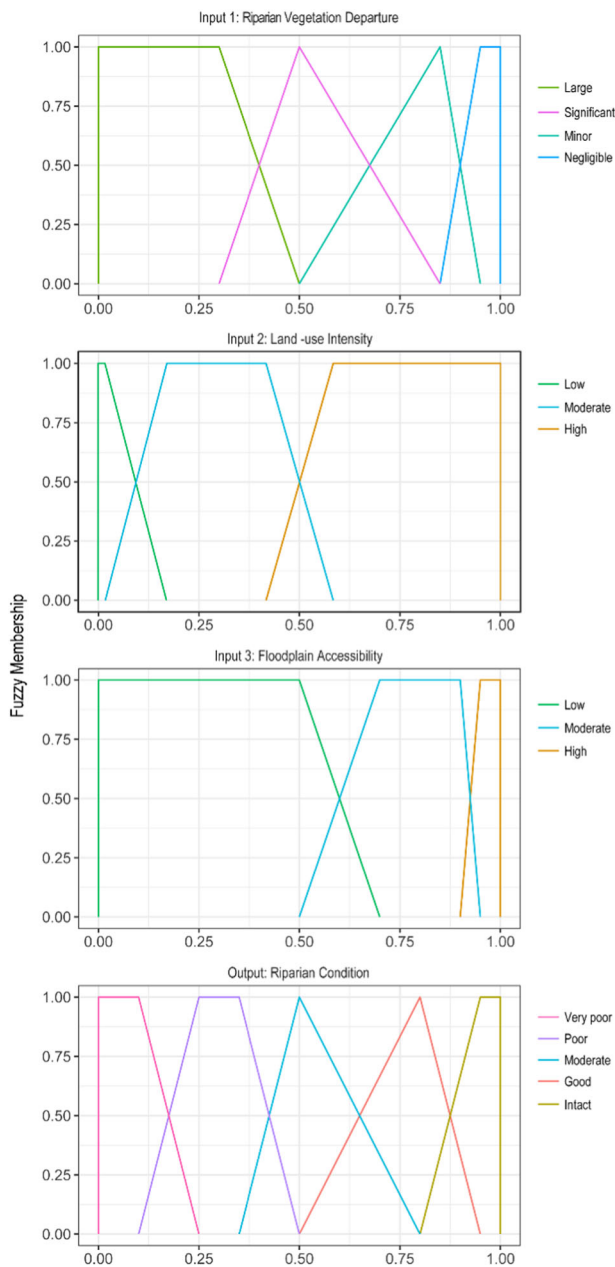 Input 1: Riparian Vegetation Departure
1.00
0.75
0.50
0.25
0.00
0.00 0.25 0.50 0.75 1.00
Large
Significant
Minor
Negligible
Input 2: Land -use Intensity
1.00
0.75
0.50
0.25
0.00
0.00 0.25 0.50 0.75 1.00
Low
Moderate
High
Fuzzy Membership
Input 3: Floodplain Accessibility
1.00
0.75
0.50
0.25
0.00
0.00 0.25 0.50 0.75 1.00
Low
Moderate
High
Output: Riparian Condition
1.00
0.75
0.50
0.25
0.00
0.00 0.25 0.50 0.75 1.00
Very poor
Poor
Moderate
Good
Intact